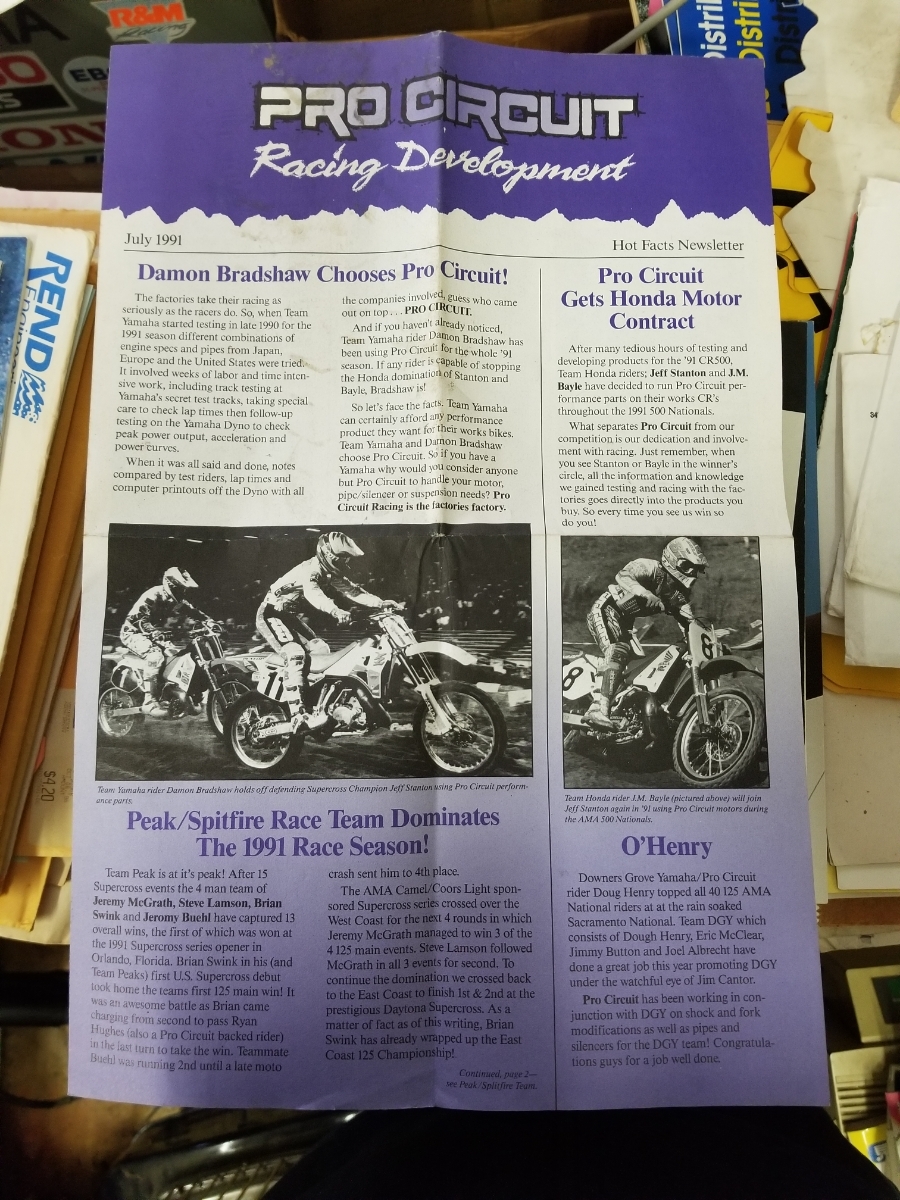 R&M
Racing
EB
RENO
$4.20
Distri
Distri
Distri
PRO CIRCUIT
Racing Development
July 1991
Hot Facts Newsletter
Damon Bradshaw Chooses Pro Circuit!
The factories take their racing as
seriously as the racers do. So, when Team
Yamaha started testing in late 1990 for the
1991 season different combinations of
engine specs and pipes from Japan,
Europe and the United States were tried.
It involved weeks of labor and time inten-
sive work, including track testing at
Yamaha's secret test tracks, taking special
care to check lap times then follow-up
testing on the Yamaha Dyno to check
peak power output, acceleration and
power curves.
When it was all said and done, notes
compared by test riders, lap times and
computer printouts off the Dyno with all
the companies involved, guess who came
out on top . . . PRO CIRCUIT.
And if you haven't already noticed,
Team Yamaha rider Damon Bradshaw has
been using Pro Circuit for the whole '91
season. If any rider is capable of stopping
the Honda domination of Stanton and
Bayle, Bradshaw is!
So let's face the facts. Team Yamaha
can certainly afford any performance
product they want for their works bikes.
Team Yamaha and Damon Bradshaw
choose Pro Circuit. So if you have a
Yamaha why would you consider anyone
but Pro Circuit to handle your motor,
pipe/silencer or suspension needs? Pro
Circuit Racing is the factories factory.
Pro Circuit
Gets Honda Motor
Contract
After many tedious hours of testing and
developing products for the '91 CR500,
Team Honda riders; Jeff Stanton and J.M.
Bayle have decided to run Pro Circuit per-
formance parts on their works CR's
throughout the 1991 500 Nationals.
What separates Pro Circuit from our
competition is our dedication and involve-
ment with racing. Just remember, when
you see Stanton or Bayle in the winner's
circle, all the information and knowledge
we gained testing and racing with the fac-
tories goes directly into the products you
buy. So every time you see us win so
do you!
Team Yamaha rider Damon Bradshaw holds off defending Supercross Champion Jeff Stanton using Pro Circuit perform-
ance parts.
Team Honda rider J.M. Bayle (pictured above) will join
Jeff Stanton again in '91 using Pro Circuit motors during
the AMA 500 Nationals.
Peak/Spitfire Race Team Dominates
The 1991 Race Season!
Team Peak is at it's peak! After 15
Supercross events the 4 man team of
Jeremy McGrath, Steve Lamson, Brian
Swink and Jeromy Buehl have captured 13
overall wins, the first of which was won at
the 1991 Supercross series opener in
Orlando, Florida. Brian Swink in his (and
Team Peaks) first U.S. Supercross debut
took home the teams first 125 main win! It
was an awesome battle as Brian came
charging from second to pass Ryan
Hughes (also a Pro Circuit backed rider)
in the last turn to take the win. Teammate
Buehl was running 2nd until a late moto
crash sent him to 4th place.
The AMA Camel/Coors Light spon-
sored Supercross series crossed over the
West Coast for the next 4 rounds in which
Jeremy McGrath managed to win 3 of the
4 125 main events. Steve Lamson followed
McGrath in all 3 events for second. To
continue the domination we crossed back
to the East Coast to finish 1st & 2nd at the
prestigious Daytona Supercross. As a
matter of fact as of this writing, Brian
Swink has already wrapped up the East
Coast 125 Championship!
Continued, page 2—
see Peak/Spitfire Team.
O'Henry
Downers Grove Yamaha/Pro Circuit
rider Doug Henry topped all 40 125 AMA
National riders at at the rain soaked
Sacramento National. Team DGY which
consists of Dough Henry, Eric McClear,
Jimmy Button and Joel Albrecht have
done a great job this year promoting DGY
under the watchful eye of Jim Cantor.
Pro Circuit has been working in con-
junction with DGY on shock and fork
modifications as well as pipes and
silencers for the DGY team! Congratula-
tions guys for a job well done.